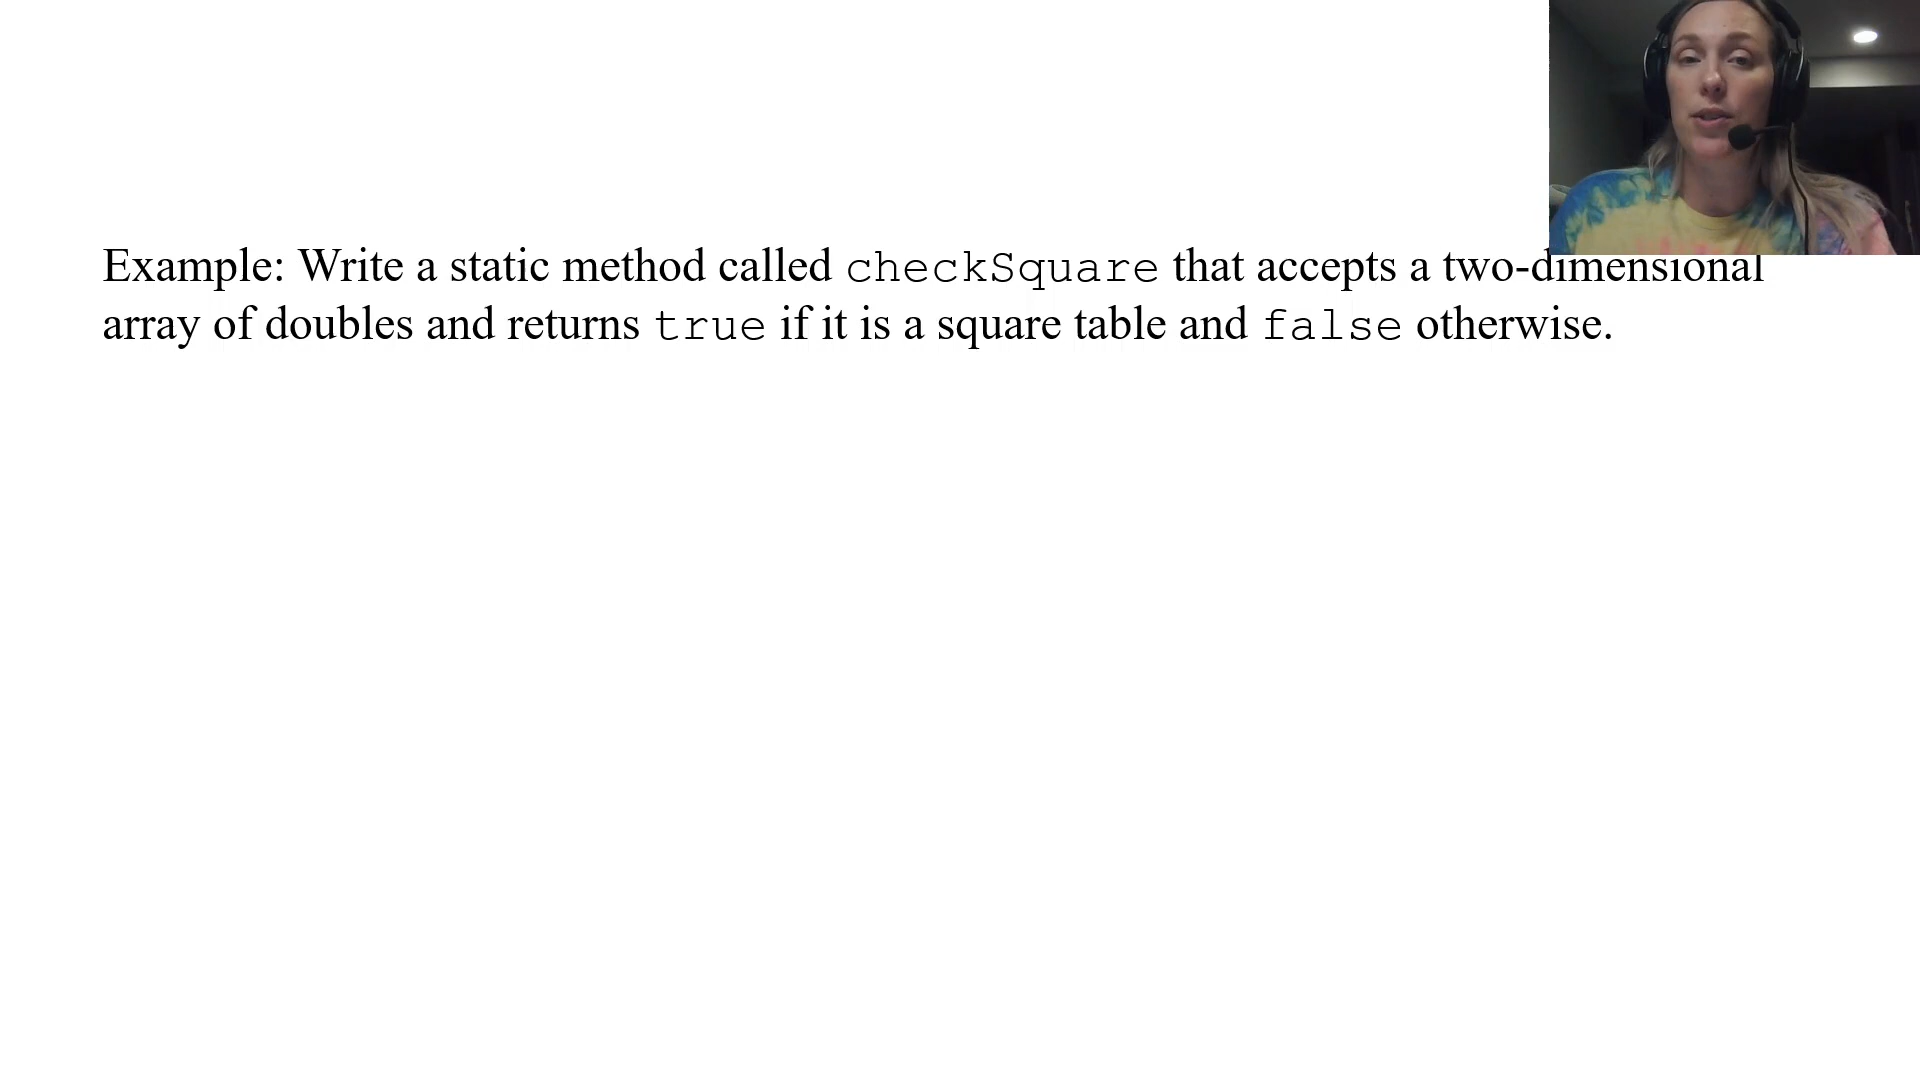 Example: Write a static method called checkSquare that accepts a two-dimensional
array of doubles and returns true if it is a square table and false otherwise.